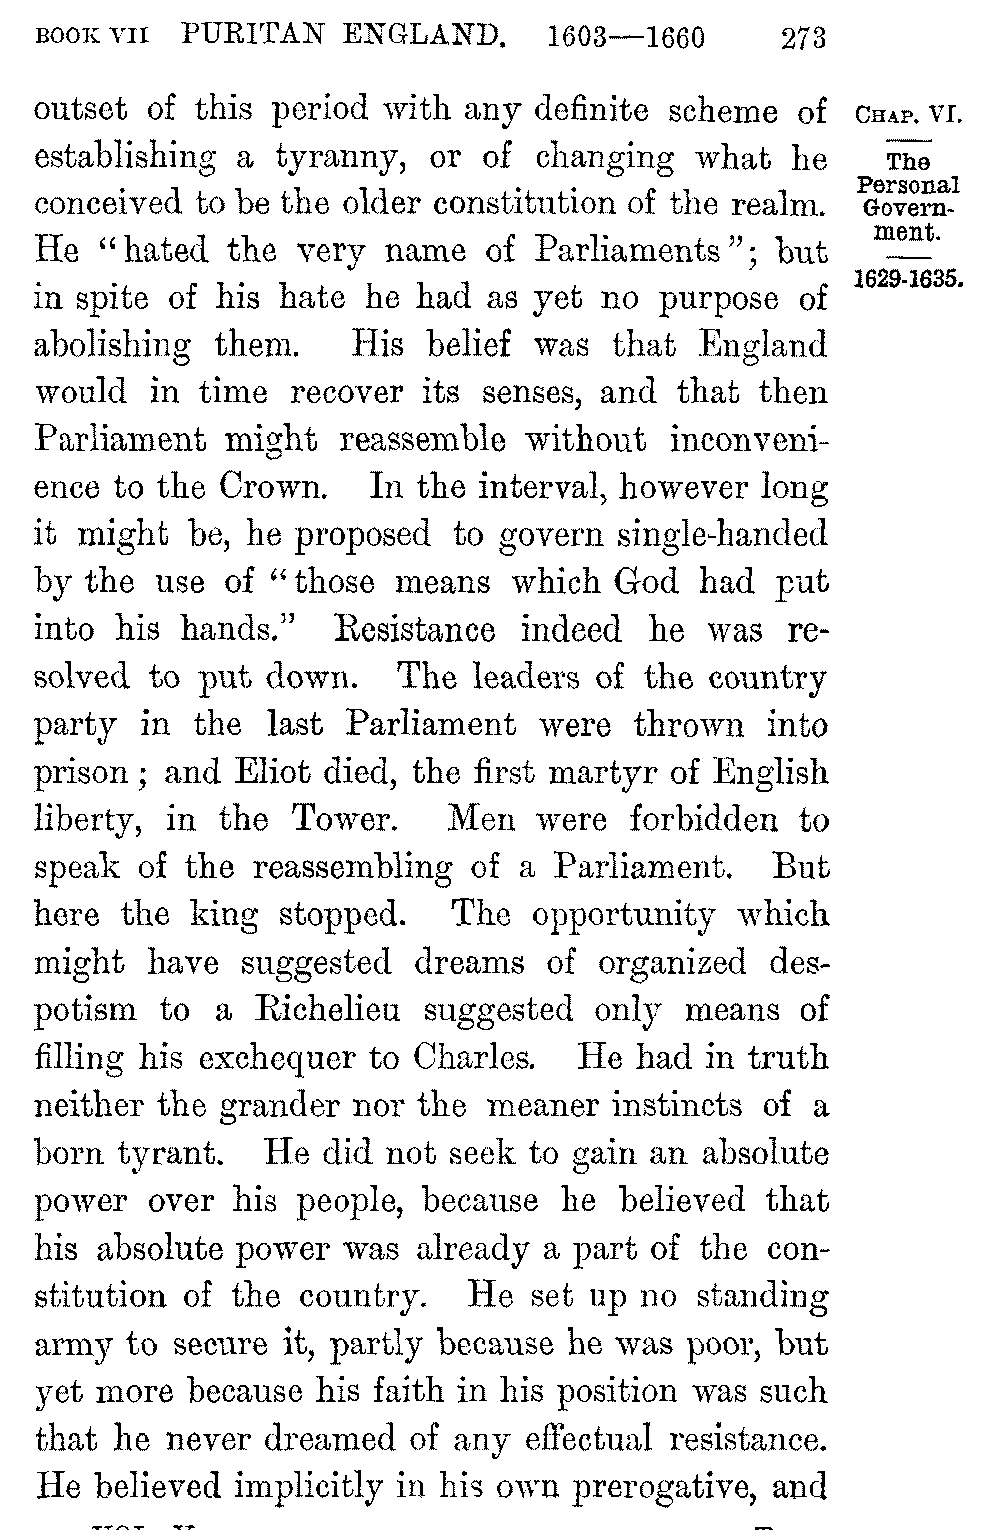 BOOK VII PURITAN ENGLAND. 1603—1660 273
outset of this period with any definite scheme of
establishing a tyranny, or of changing what he
conceived to be the older constitution of the realm.
He “hated the very name of Parliaments”; but
in spite of his hate he had as yet no purpose of
abolishing them. His belief was that England
would in time recover its senses, and that then
Parliament might reassemble without inconveni-
ence to the Crown. In the interval, however long
it might be, he proposed to govern single-handed
by the use of “those means which God had put
into his hands.” Resistance indeed he was re-
solved to put down. The leaders of the country
party in the last Parliament were thrown into
prison; and Eliot died, the first martyr of English
liberty, in the Tower. Men were forbidden to
speak of the reassembling of a Parliament. But
here the king stopped. The opportunity which
might have suggested dreams of organized des-
potism to a Richelieu suggested only means of
filling his exchequer to Charles. He had in truth
neither the grander nor the meaner instincts of a
born tyrant. He did not seek to gain an absolute
power over his people, because he believed that
his absolute power was already a part of the con-
stitution of the country. He set up no standing
army to secure it, partly because he was poor, but
yet more because his faith in his position was such
that he never dreamed of any effectual resistance.
He believed implicitly in his own prerogative, and
CHAP. VI.
The
Personal
Govern-
ment.
1629-1635.